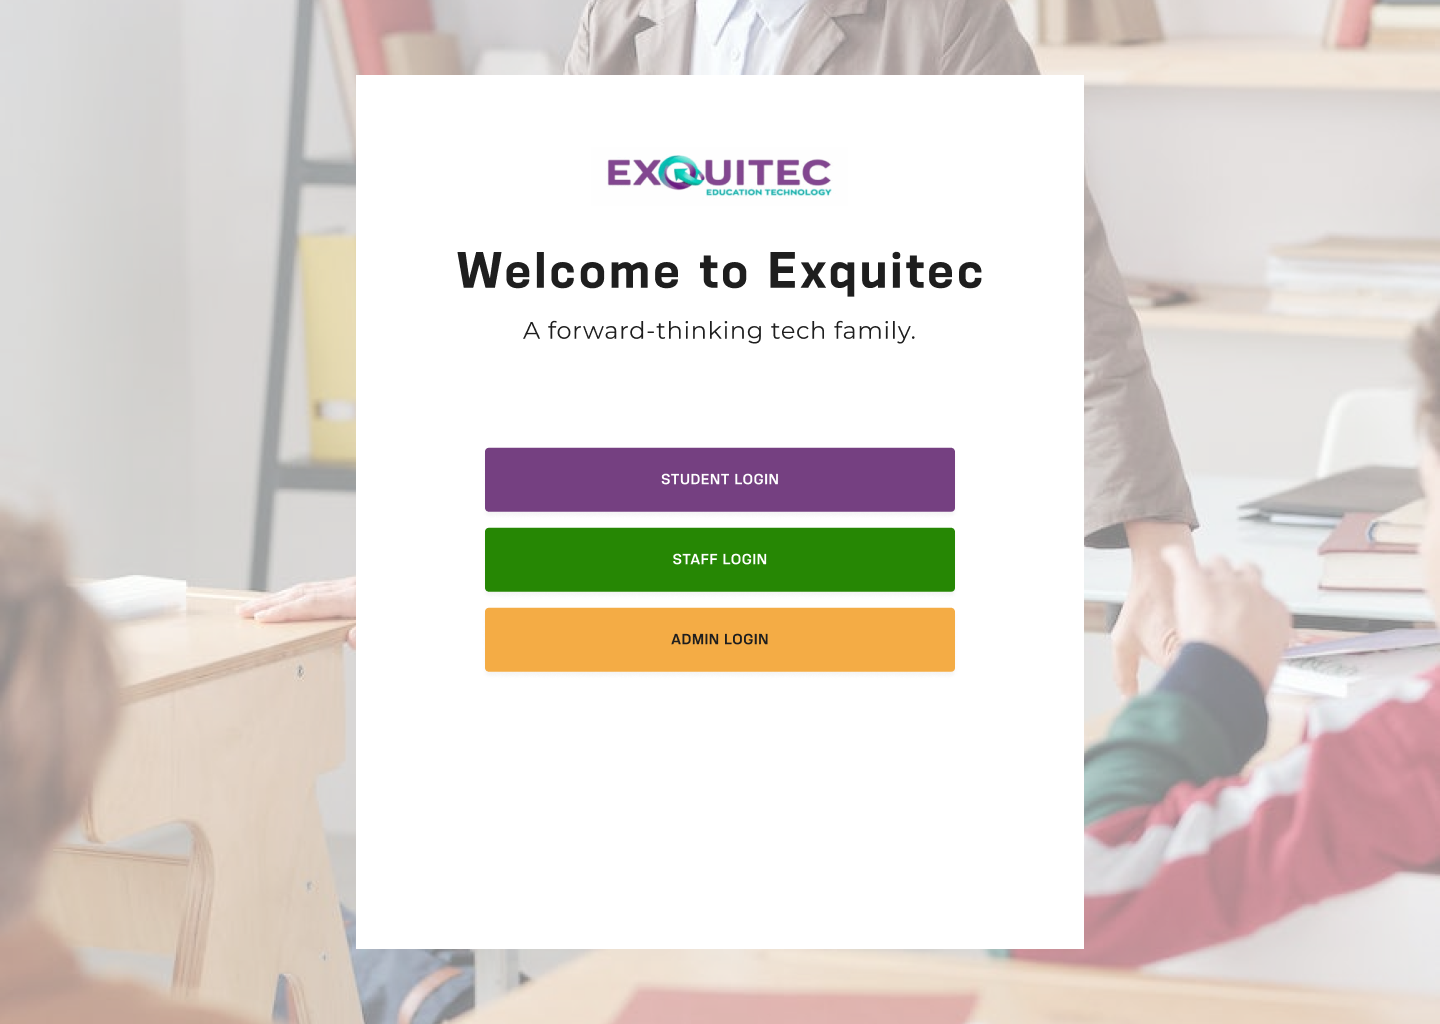 EXQUITEC
EDUCATION TECHNOLOGY
Welcome to Exquitec
A forward-thinking tech family.
STUDENT LOGIN
STAFF LOGIN
ADMIN LOGIN